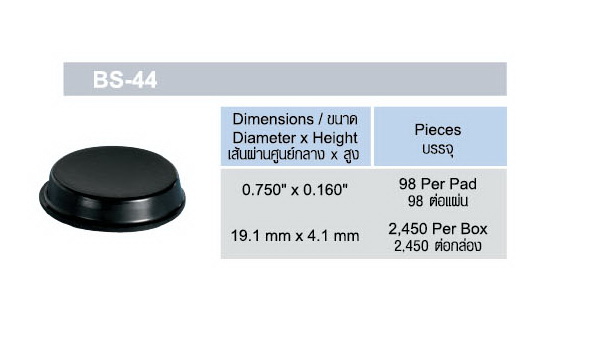 BS-44
Dimensions / ขนาด
Diameter x Height
เส้นผ่านศูนย์กลาง x สูง
Pieces
บรรจุ
0.750" x 0.160"
98 Per Pad
98 ต่อแผ่น
19.1 mm x 4.1 mm
2,450 Per Box
2,450 ต่อกล่อง